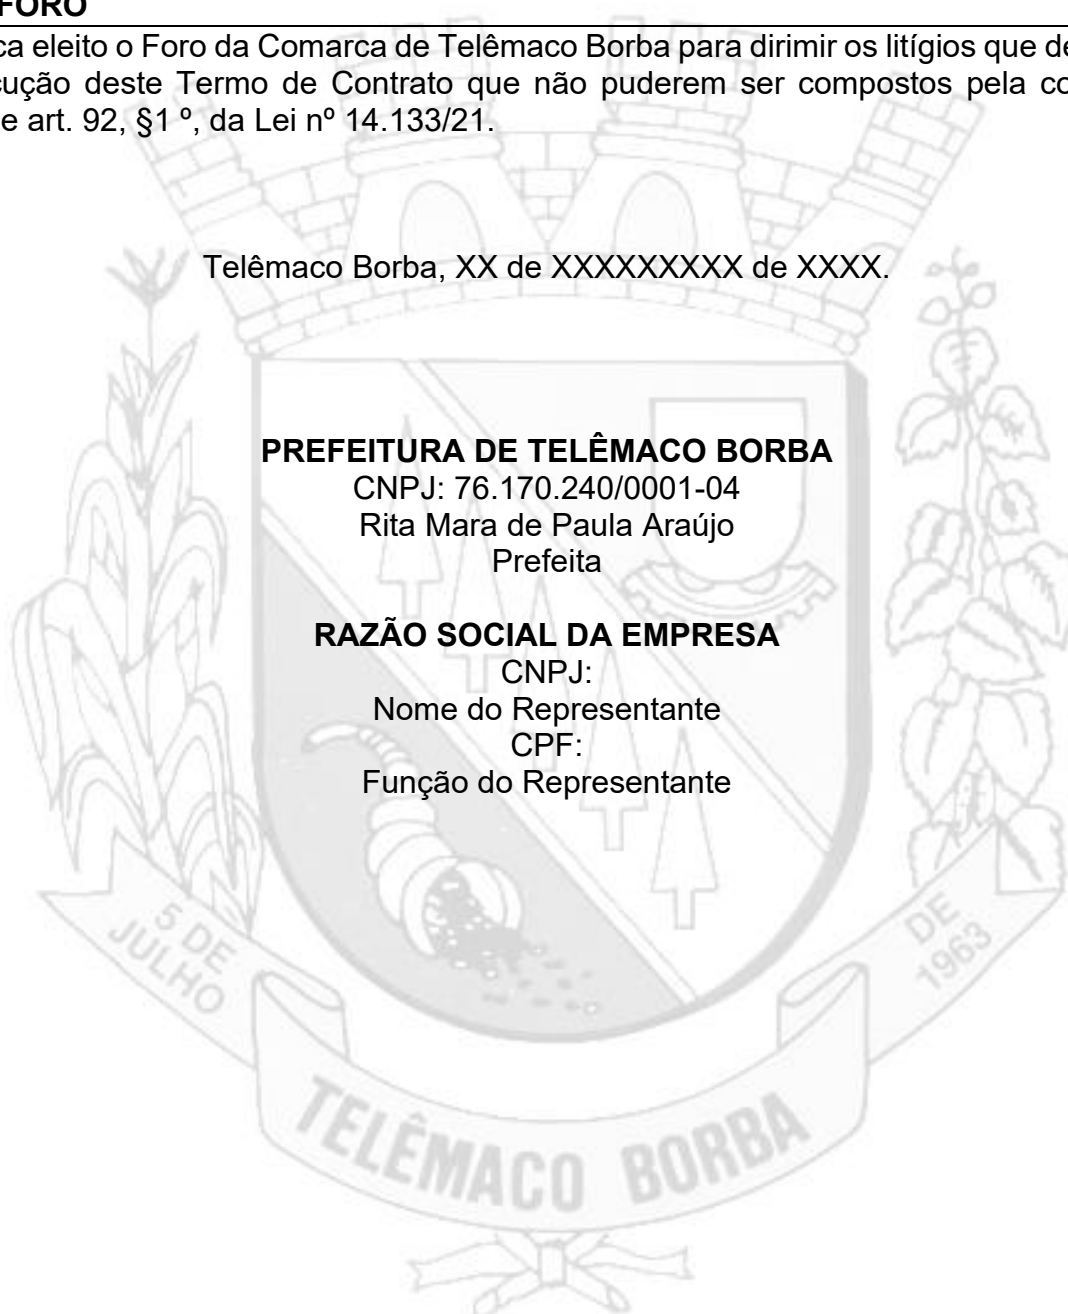 FORO
ca eleito o Foro da Comarca de Telêmaco Borba para dirimir os litígios que de
cução deste Termo de Contrato que não puderem ser compostos pela co
e art. 92, §1 º, da Lei nº 14.133/21.
Telêmaco Borba, XX de XXXXXXXXX de XXXX.
PREFEITURA DE TELÊMACO BORBA
CNPJ: 76.170.240/0001-04
Rita Mara de Paula Araújo
Prefeita
RAZÃO SOCIAL DA EMPRESA
CNPJ:
Nome do Representante
CPF:
Função do Representante
5 DE
JULHO
DE
1963
TELÊMACO BORBA